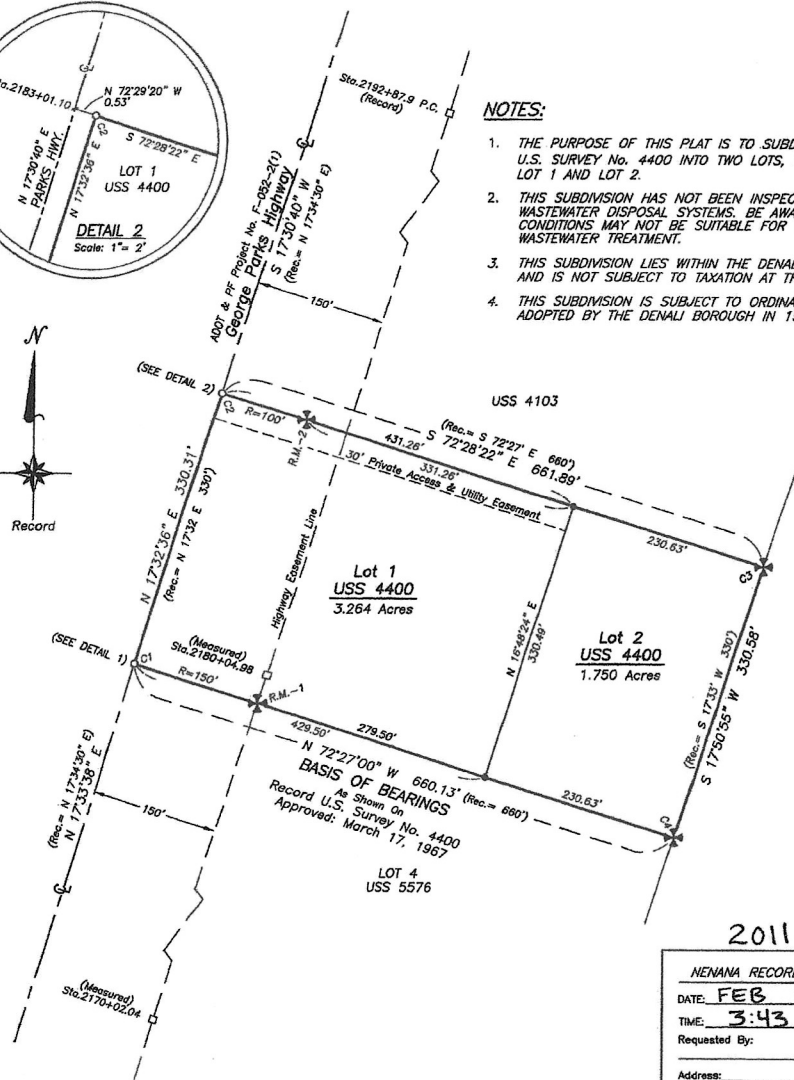 Sta.2183+01.10
N 72°29'20" W
0.53'
C2
S 72°28'22" E
N 17°30'40" E
PARKS HWY.
N 17°32'36" E
LOT 1
USS 4400
DETAIL 2
Scale: 1"= 2'
Sta.2192+87.9 P.C.
(Record)
ADOT & PF Project No. F-052-2(1)
George Parks Highway
S 17°30'40" W
(Rec.= N 17°34'30" E)
150'
NOTES:
1. THE PURPOSE OF THIS PLAT IS TO
U.S. SURVEY No. 4400 INTO TWO LOTS,
LOT 1 AND LOT 2.
2. THIS SUBDIVISION HAS NOT BEEN
WASTEWATER DISPOSAL SYSTEMS. BE
CONDITIONS MAY NOT BE SUITABLE FOR
WASTEWATER TREATMENT.
3. THIS SUBDIVISION LIES WITHIN THE
AND IS NOT SUBJECT TO TAXATION AT
4. THIS SUBDIVISION IS SUBJECT TO
ADOPTED BY THE DENALI BOROUGH IN
N
Record
(SEE DETAIL 2)
C2
R=100'
R.M.-2
USS 4103
(Rec.= S 72°27' E 660')
431.26'
S 72°28'22" E 661.89'
331.26'
30' Private Access & Utility Easement
230.63'
C3
N 17°32'36" E 330.31'
(Rec.= N 17°32 E 330')
Highway Easement Line
Lot 1
USS 4400
3.264 Acres
N 16°48'24" E
330.49'
Lot 2
USS 4400
1.750 Acres
(Rec.= S 17°33' W 330')
S 17°50'55" W 330.58'
(SEE DETAIL 1)
C1
(Measured)
Sta.2180+04.98
R=150'
R.M.-1
279.50'
429.50'
N 72°27'00" W 660.13' (Rec.= 660')
230.63'
C4
BASIS OF BEARINGS
As Shown On
Record U.S. Survey No. 4400
Approved: March 17, 1967
LOT 4
USS 5576
(Rec.= N 17°34'30" E)
N 17°33'38" E
150'
(Measured)
Sta.2170+02.04
2011
NENANA
DATE: FEB
TIME: 3:43
Requested By:
Address: